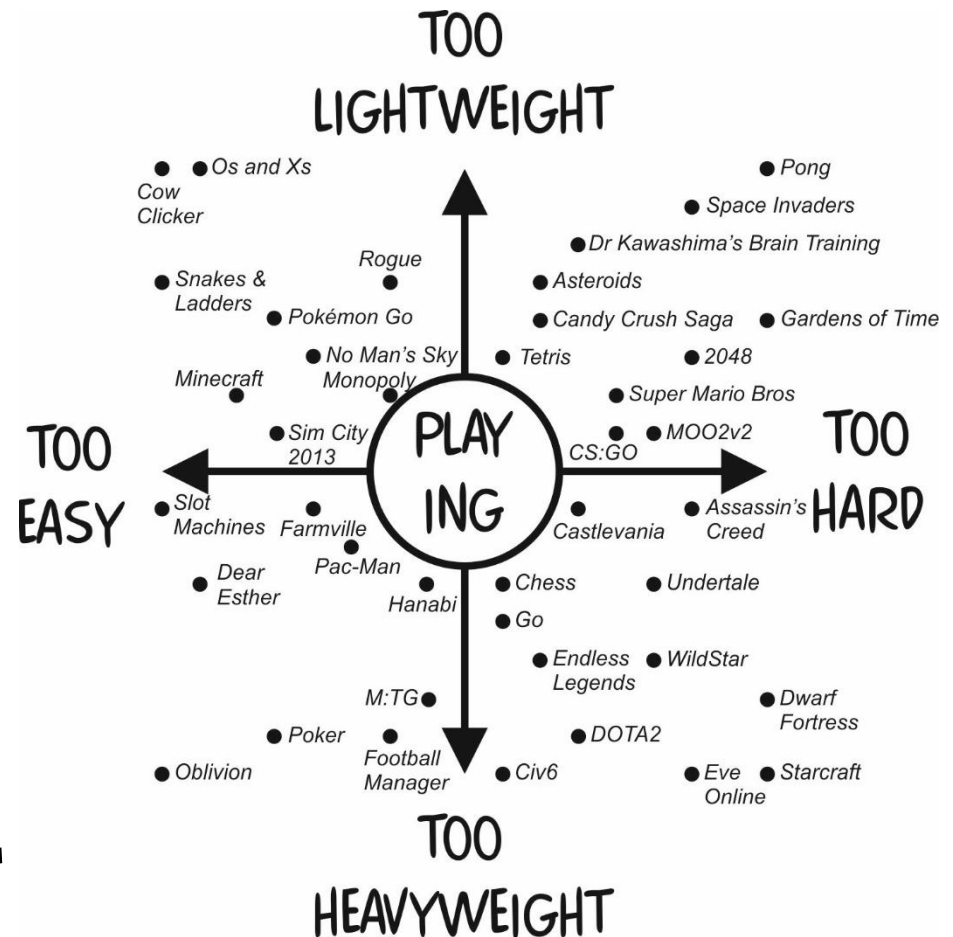 TOO
LIGHTWEIGHT
Os and Xs
Cow
Clicker
Pong
Space Invaders
Dr Kawashima's Brain Training
Rogue
Snakes &
Ladders
Asteroids
Pokémon Go
Candy Crush Saga
Gardens of Time
No Man's Sky
Tetris
2048
Monopoly
Minecraft
Super Mario Bros
TOO
EASY
Sim City
2013
PLAY
ING
CS:GO
MOO2v2
TOO
HARD
Slot
Machines
Farmville
Castlevania
Assassin's
Creed
Pac-Man
Dear
Esther
Hanabi
Chess
Undertale
Go
Endless
Legends
WildStar
M:TG
Dwarf
Fortress
Poker
Football
Manager
DOTA2
Oblivion
Civ6
Eve
Online
Starcraft
TOO
HEAVYWEIGHT